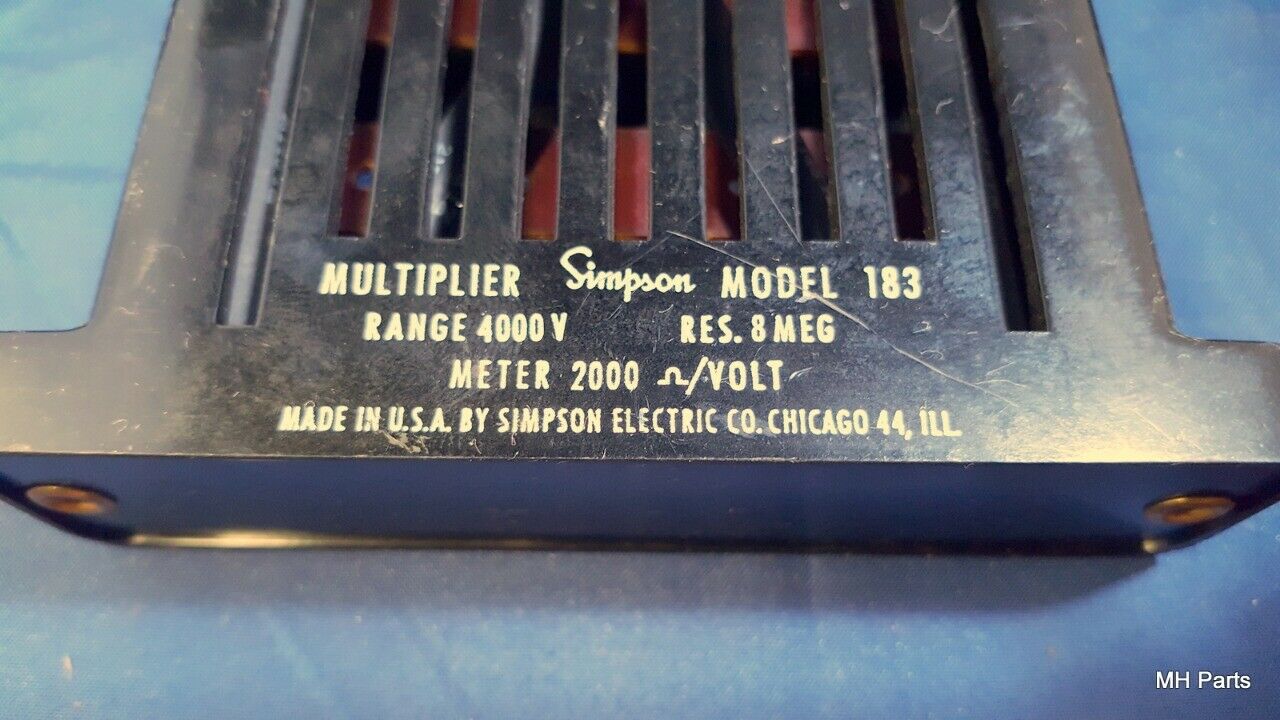 MULTIPLIER Simpson MODEL 183
RANGE 4000 V RES. 8 MEG
METER 2000 Ω/VOLT
MADE IN U.S.A. BY SIMPSON ELECTRIC CO. CHICAGO 44, ILL.
MH Parts